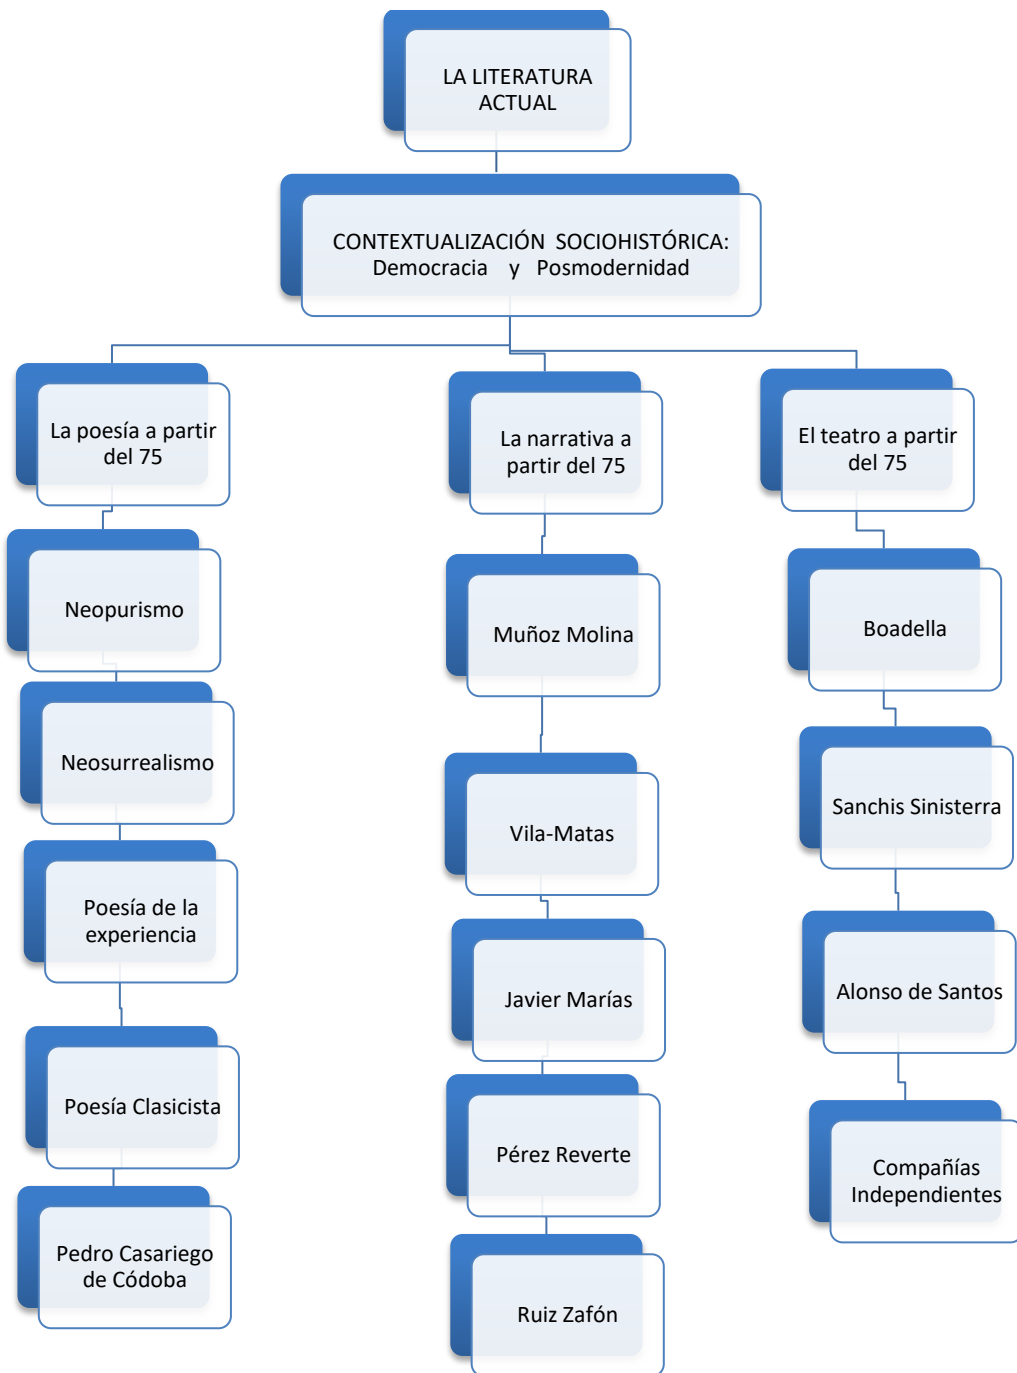 LA LITERATURA
ACTUAL
CONTEXTUALIZACIÓN SOCIOHISTÓRICA:
Democracia y Posmodernidad
La poesía a partir
del 75
Neopurismo
Neosurrealismo
Poesía de la
experiencia
Poesía Clasicista
Pedro Casariego
de Códoba
La narrativa a
partir del 75
Muñoz Molina
Vila-Matas
Javier Marías
Pérez Reverte
Ruiz Zafón
El teatro a partir
del 75
Boadella
Sanchis Sinisterra
Alonso de Santos
Compañías
Independientes